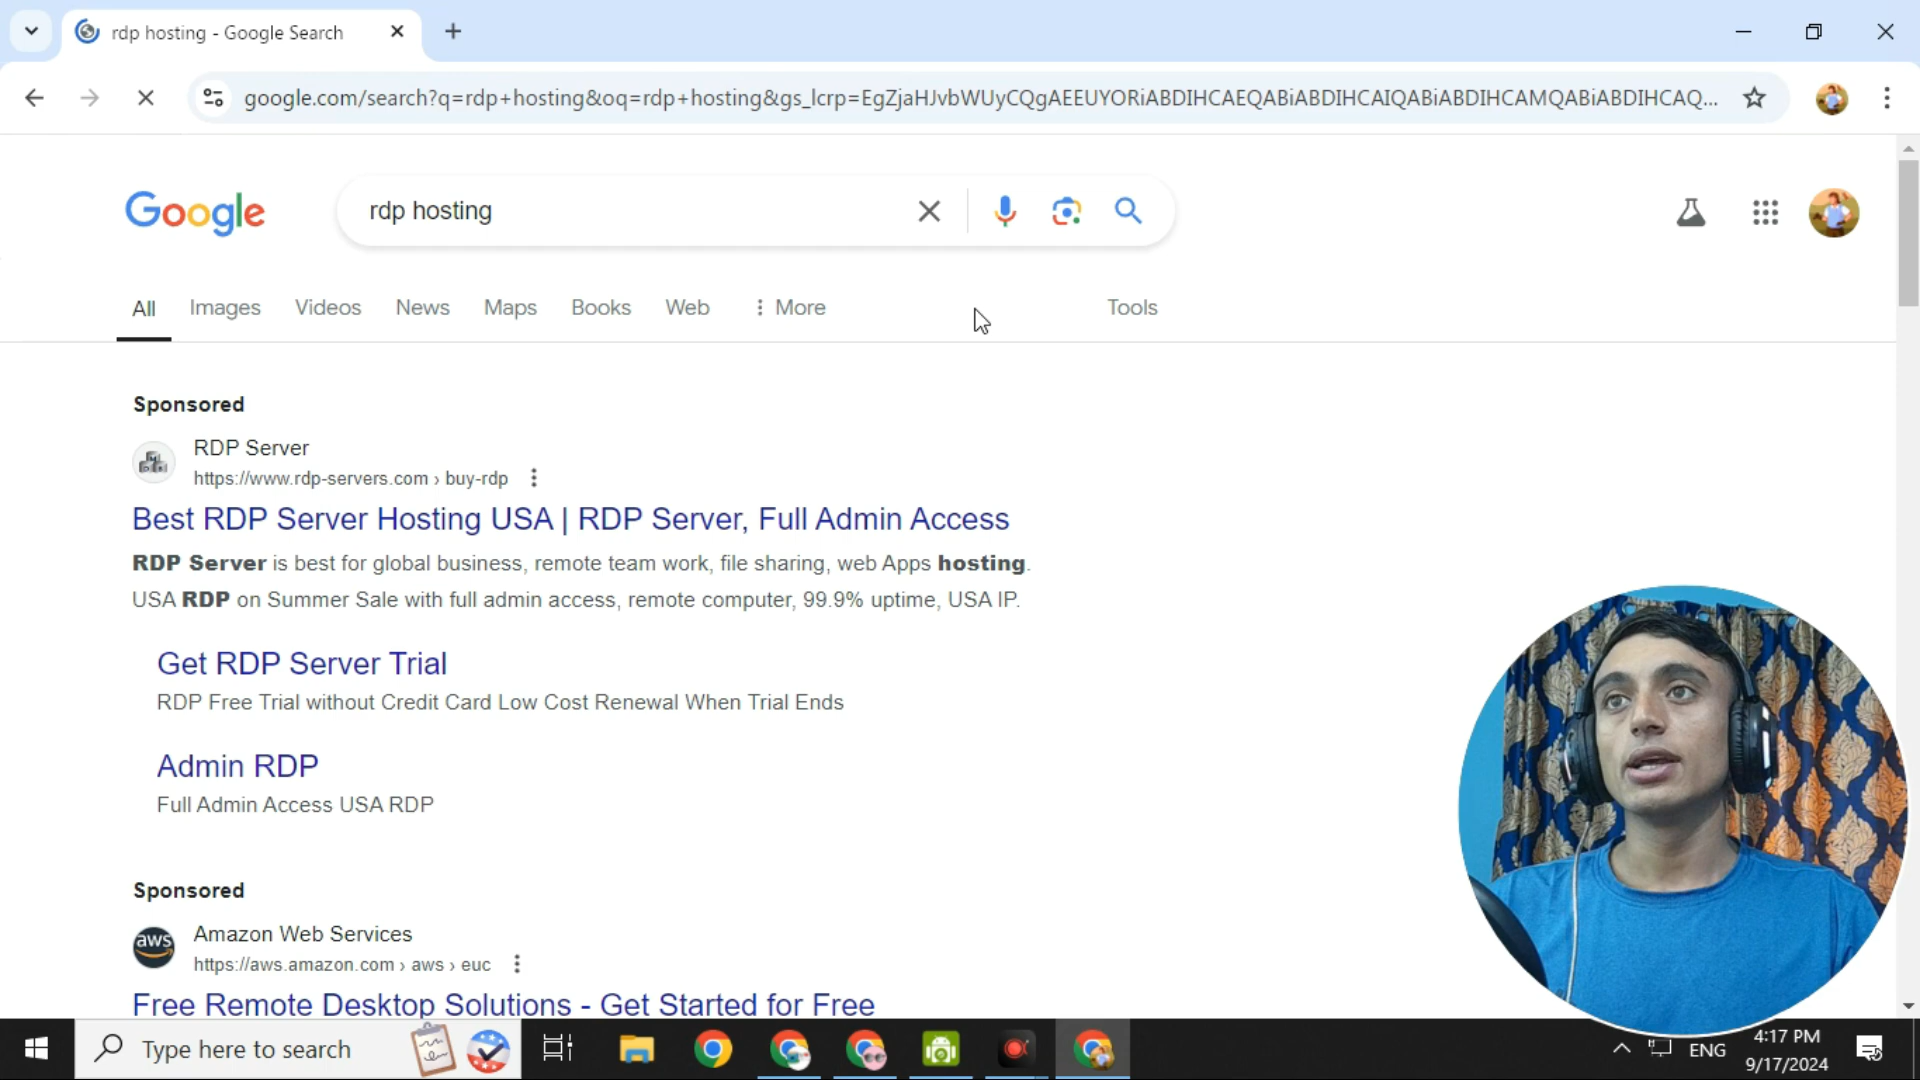 rdp hosting - Google Search
google.com/search?q=rdp+hosting&oq=rdp+hosting&gs_lcrp=EgZjaHJvbWUyCQgAEEUYORiABDIHCAEQABiABDIHCAIQABiABDIHCAMQABiABDIHCAQ...
Google
rdp hosting
All Images Videos News Maps Books Web More Tools
Sponsored
RDP Server
https://www.rdp-servers.com › buy-rdp
Best RDP Server Hosting USA | RDP Server, Full Admin Access
RDP Server is best for global business, remote team work, file sharing, web Apps hosting.
USA RDP on Summer Sale with full admin access, remote computer, 99.9% uptime, USA IP.
Get RDP Server Trial
RDP Free Trial without Credit Card Low Cost Renewal When Trial Ends
Admin RDP
Full Admin Access USA RDP
Sponsored
aws
Amazon Web Services
https://aws.amazon.com › aws › euc
Free Remote Desktop Solutions - Get Started for Free
Type here to search
ENG
4:17 PM
9/17/2024